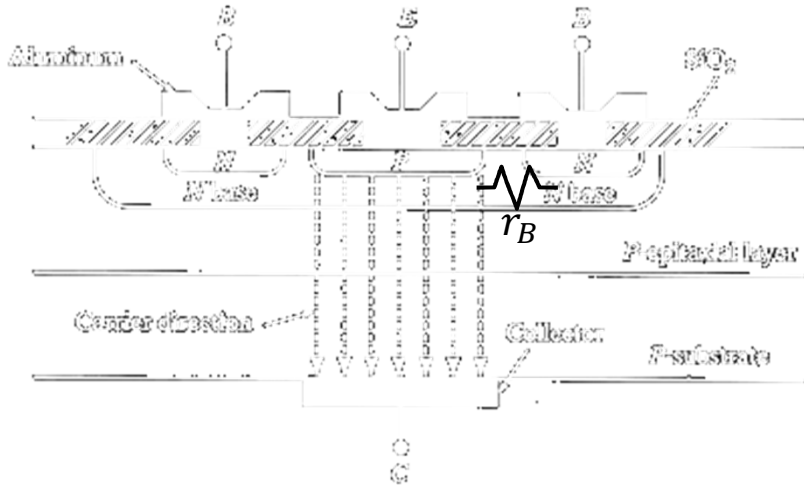 B E B
Aluminum
SiO₂
N P N
N base N base
r_B
P-epitaxial layer
Carrier direction
Collector
P-substrate
C